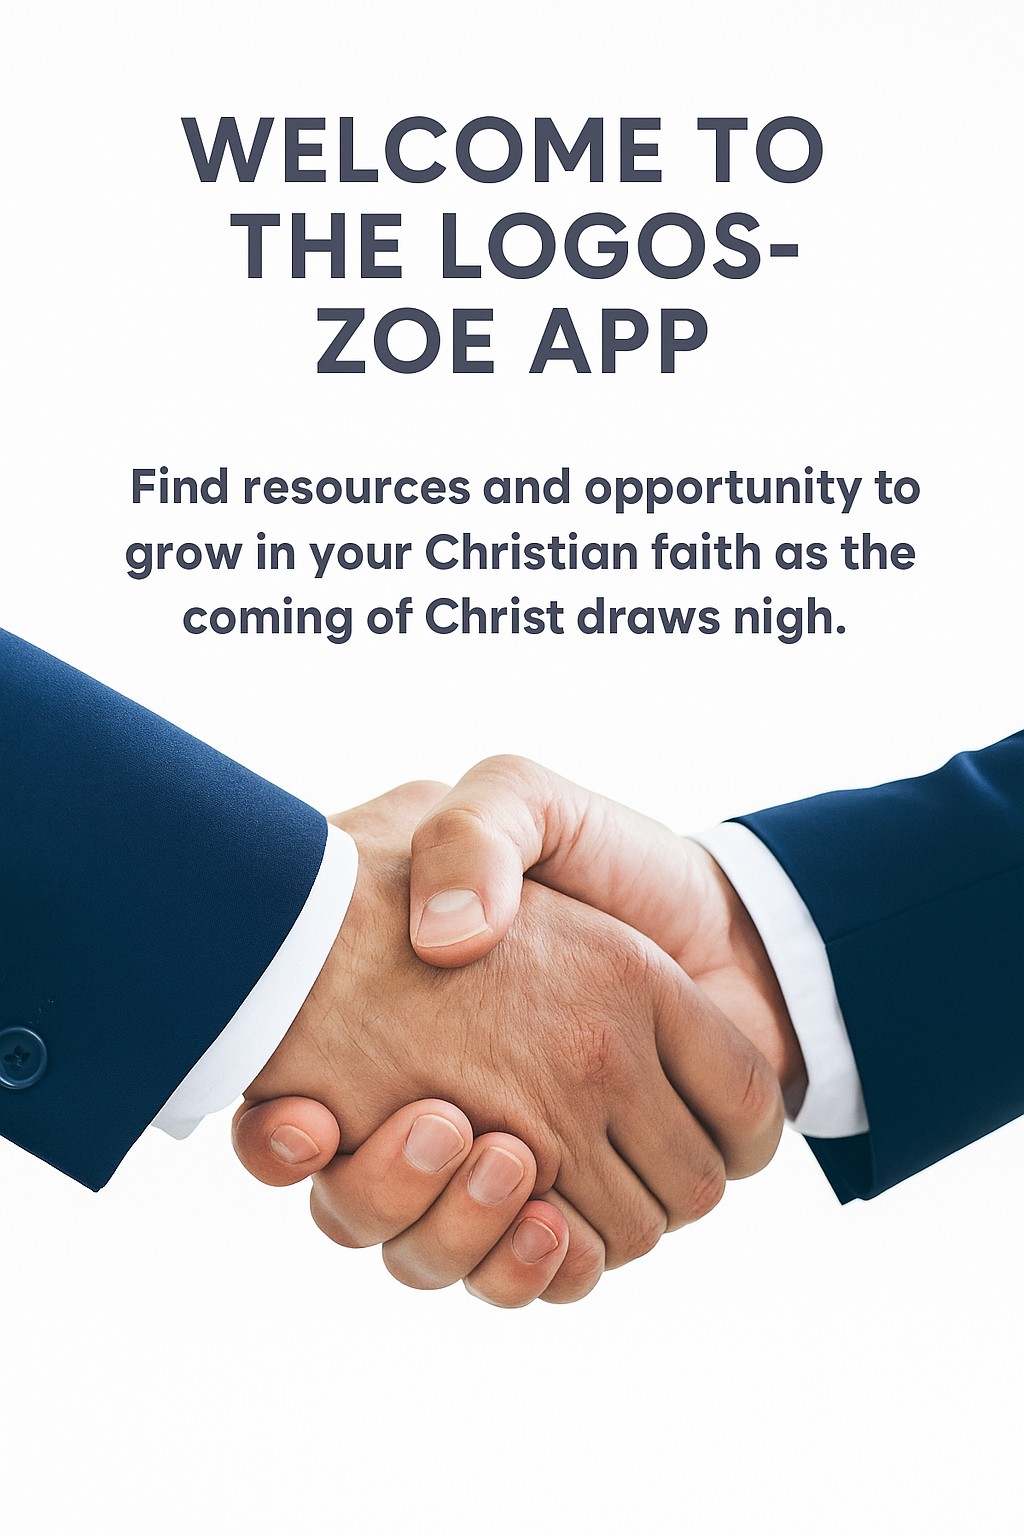 WELCOME TO
THE LOGOS-
ZOE APP
Find resources and opportunity to
grow in your Christian faith as the
coming of Christ draws nigh.